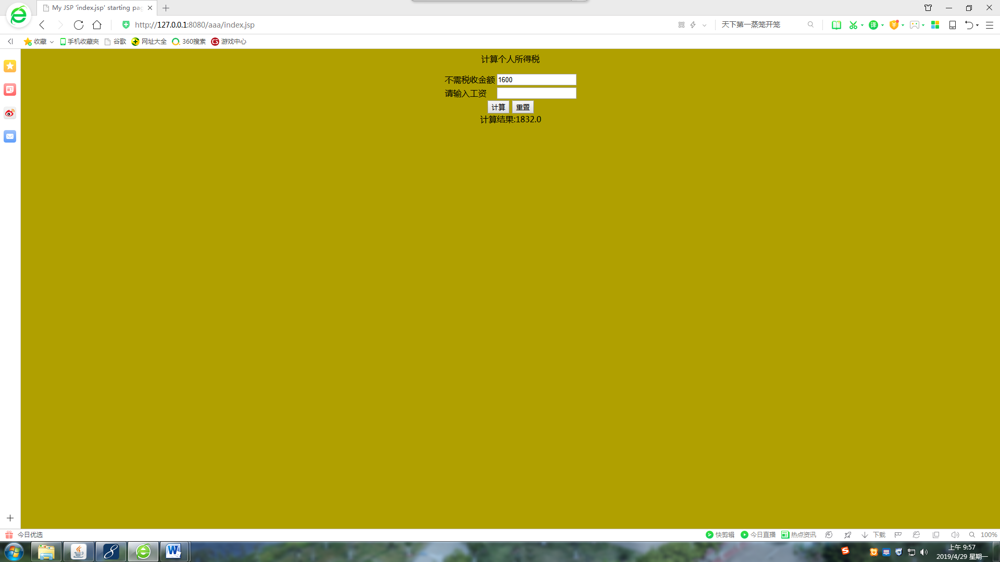 My JSP 'index.jsp' starting pag
http://127.0.0.1:8080/aaa/index.jsp
天下第一蒸笼开笼
收藏 手机收藏夹 谷歌 网址大全 360搜索 游戏中心
计算个人所得税
不需税收金额 1600
请输入工资
计算 重置
计算结果:1832.0
今日优选
快剪辑 今日直播 热点资讯 下载 100%
上午 9:57
2019/4/29 星期一